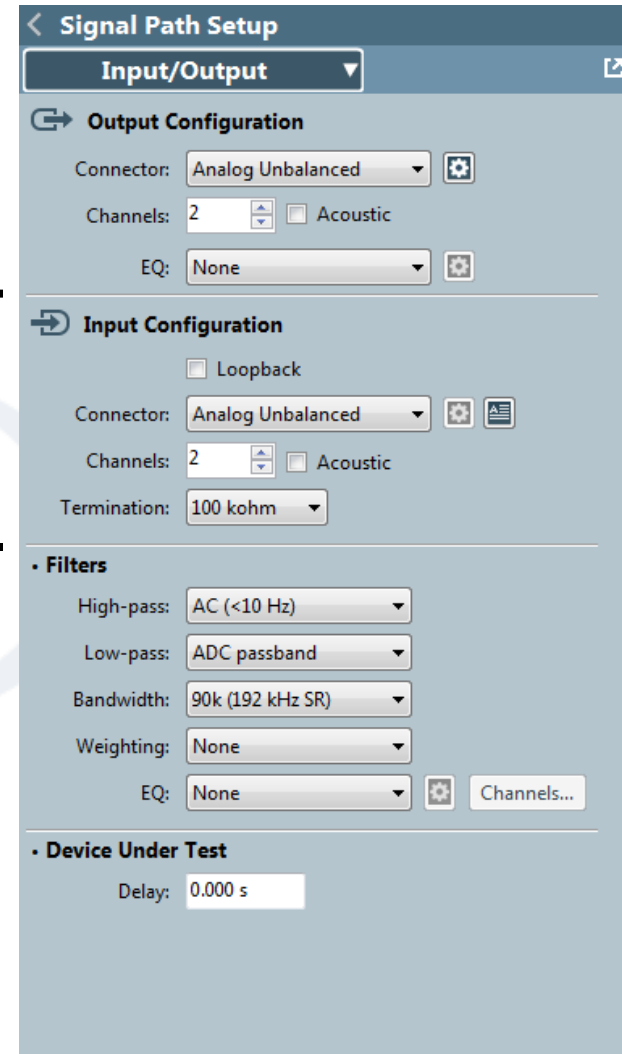 Signal Path Setup
Input/Output
Output Configuration
Connector: Analog Unbalanced
Channels: 2 Acoustic
EQ: None
Input Configuration
Loopback
Connector: Analog Unbalanced
Channels: 2 Acoustic
Termination: 100 kohm
• Filters
High-pass: AC (<10 Hz)
Low-pass: ADC passband
Bandwidth: 90k (192 kHz SR)
Weighting: None
EQ: None Channels...
• Device Under Test
Delay: 0.000 s